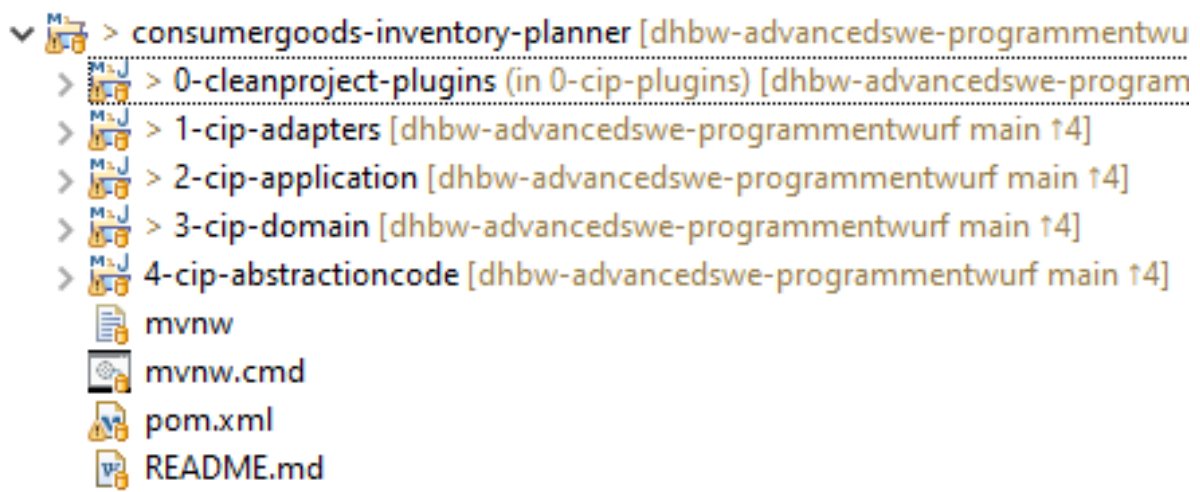 > consumergoods-inventory-planner [dhbw-advancedswe-programmentwu
> 0-cleanproject-plugins (in 0-cip-plugins) [dhbw-advancedswe-program
> 1-cip-adapters [dhbw-advancedswe-programmentwurf main ↑4]
> 2-cip-application [dhbw-advancedswe-programmentwurf main ↑4]
> 3-cip-domain [dhbw-advancedswe-programmentwurf main ↑4]
4-cip-abstractioncode [dhbw-advancedswe-programmentwurf main ↑4]
mvnw
mvnw.cmd
pom.xml
README.md